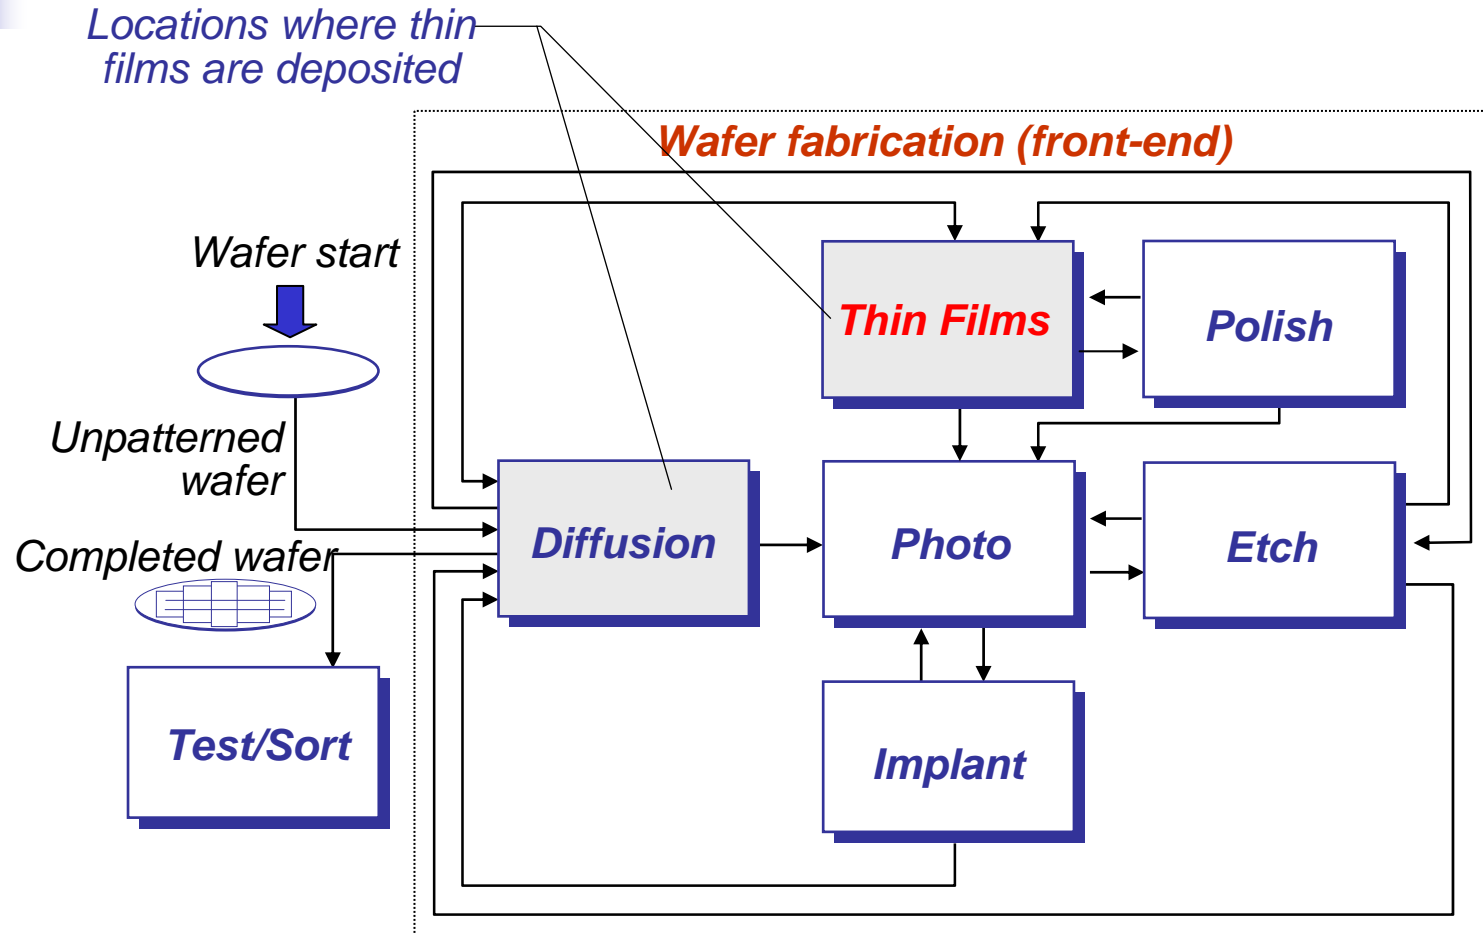 Locations where thin
films are deposited
Wafer fabrication (front-end)
Wafer start
Thin Films
Polish
Unpatterned
wafer
Diffusion
Photo
Etch
Completed wafer
Test/Sort
Implant